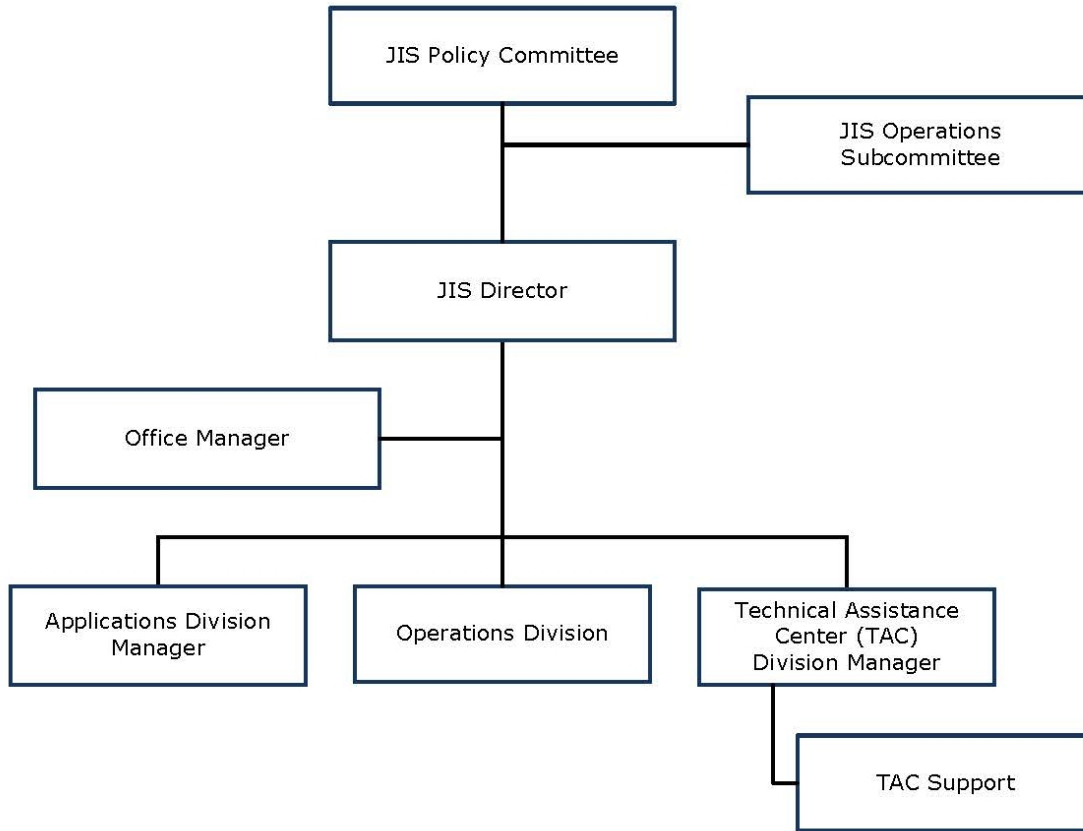 JIS Policy Committee
JIS Operations
Subcommittee
JIS Director
Office Manager
Applications Division
Manager
Operations Division
Technical Assistance
Center (TAC)
Division Manager
TAC Support